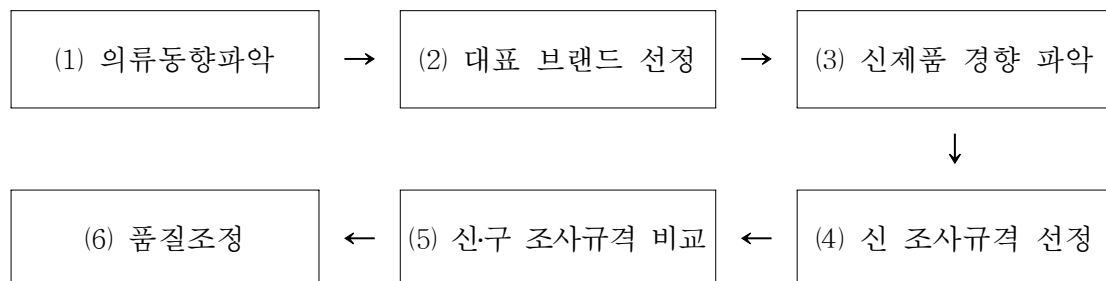 (1) 의류동향파악 → (2) 대표 브랜드 선정 → (3) 신제품 경향 파악
↓
(6) 품질조정 ← (5) 신·구 조사규격 비교 ← (4) 신 조사규격 선정